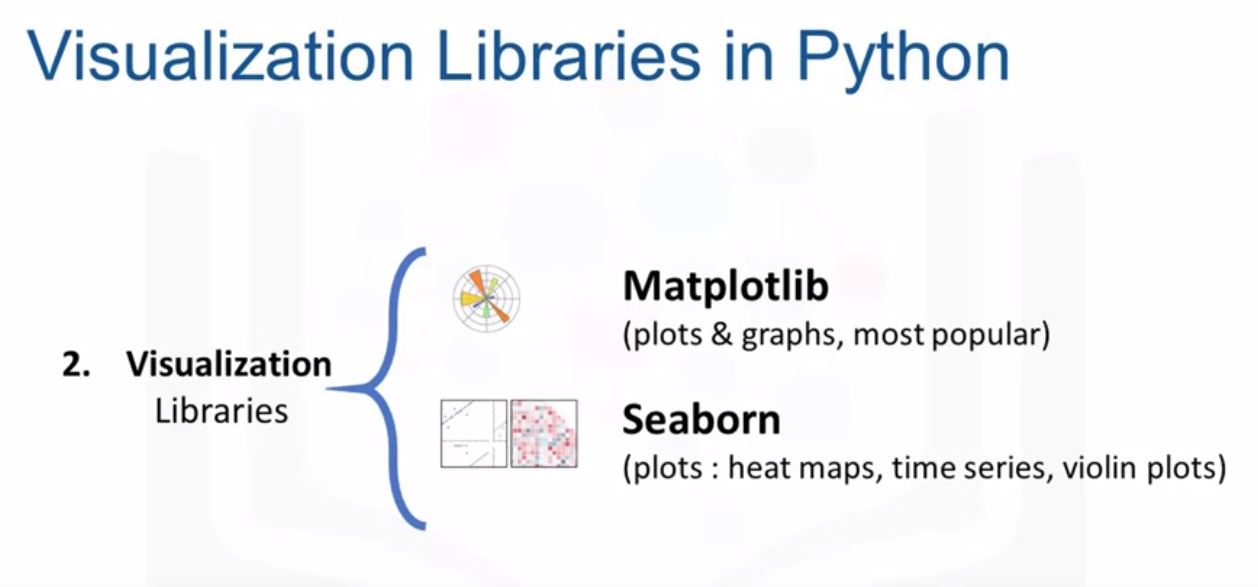 Visualization Libraries in Python
2. Visualization
Libraries
Matplotlib
(plots & graphs, most popular)
Seaborn
(plots : heat maps, time series, violin plots)